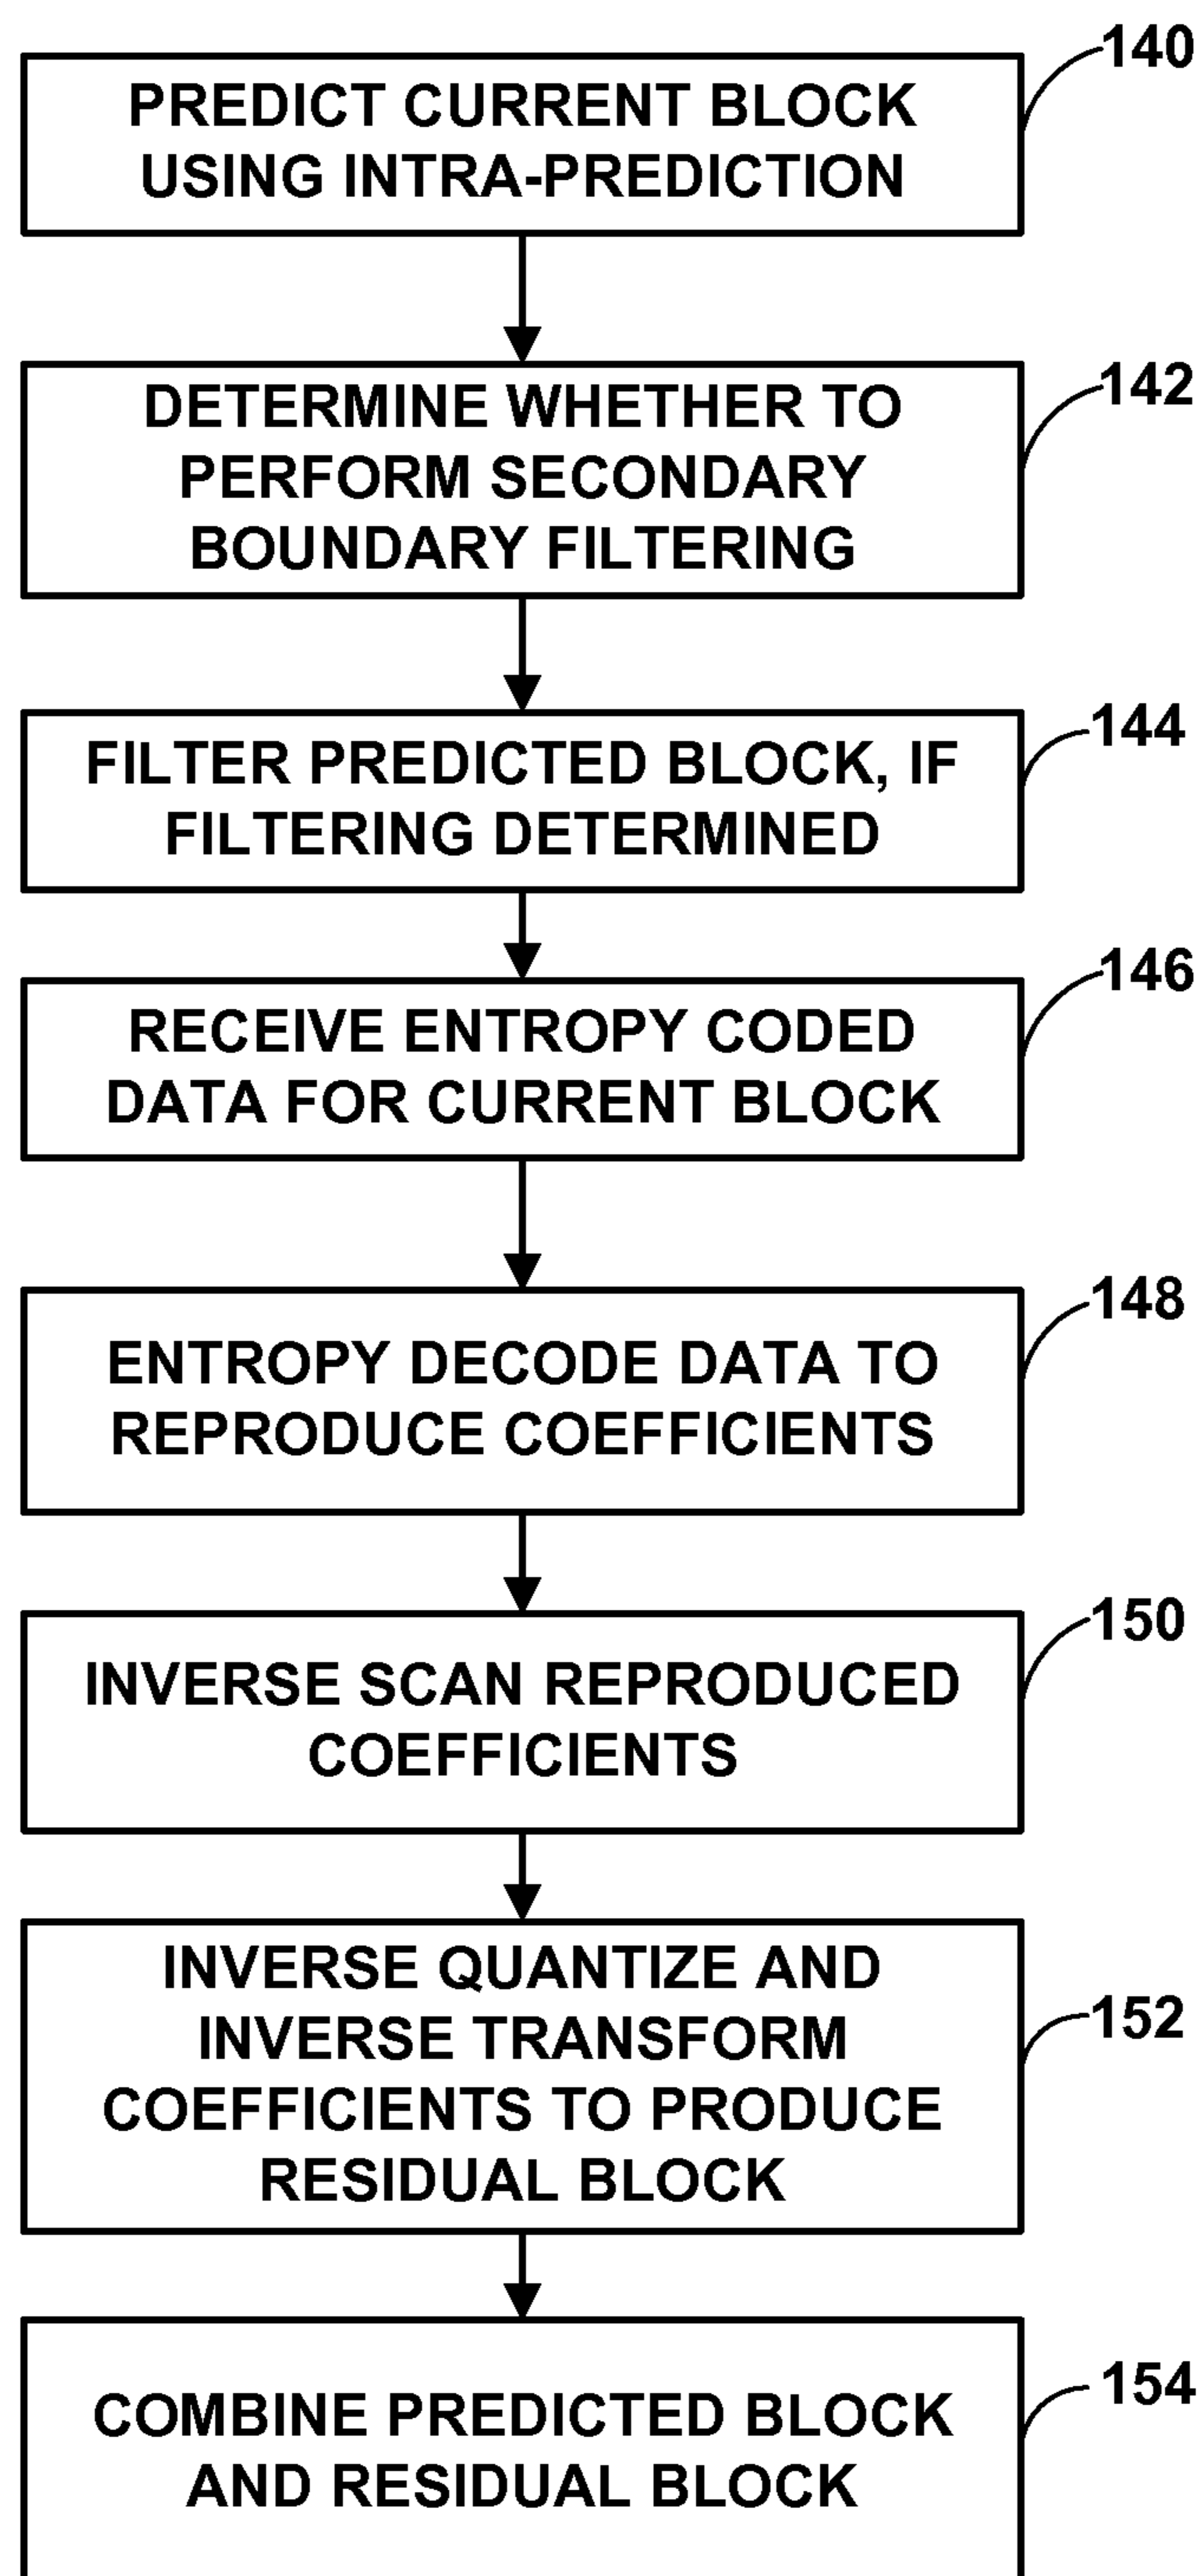 140
PREDICT CURRENT BLOCK
USING INTRA-PREDICTION
142
DETERMINE WHETHER TO
PERFORM SECONDARY
BOUNDARY FILTERING
144
FILTER PREDICTED BLOCK, IF
FILTERING DETERMINED
146
RECEIVE ENTROPY CODED
DATA FOR CURRENT BLOCK
148
ENTROPY DECODE DATA TO
REPRODUCE COEFFICIENTS
150
INVERSE SCAN REPRODUCED
COEFFICIENTS
152
INVERSE QUANTIZE AND
INVERSE TRANSFORM
COEFFICIENTS TO PRODUCE
RESIDUAL BLOCK
154
COMBINE PREDICTED BLOCK
AND RESIDUAL BLOCK